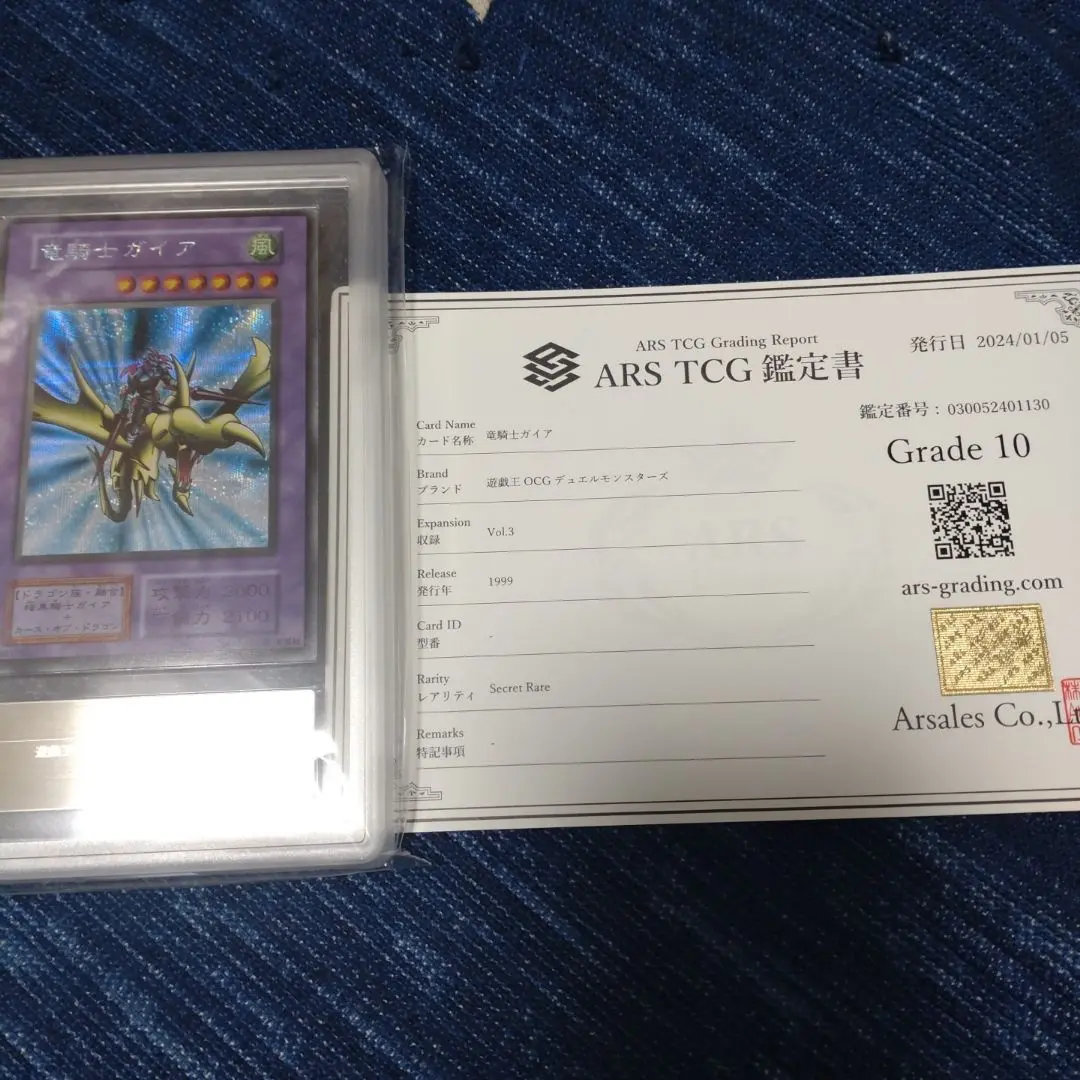 竜騎士ガイア
風
[ドラゴン族・融合]
暗黒騎士ガイア
+
カース・オブ・ドラゴン
攻撃力 2600
守備力 2100
ARS TCG Grading Report
ARS TCG 鑑定書
発行日 2024/01/05
鑑定番号：030052401130
Grade 10
ars-grading.com
Arsales Co.,
Card Name
カード名称 竜騎士ガイア
Brand
ブランド 遊戯王 OCG デュエルモンスターズ
Expansion
収録 Vol.3
Release
発行年 1999
Card ID
型番 -
Rarity
レアリティ Secret Rare
Remarks
特記事項 -